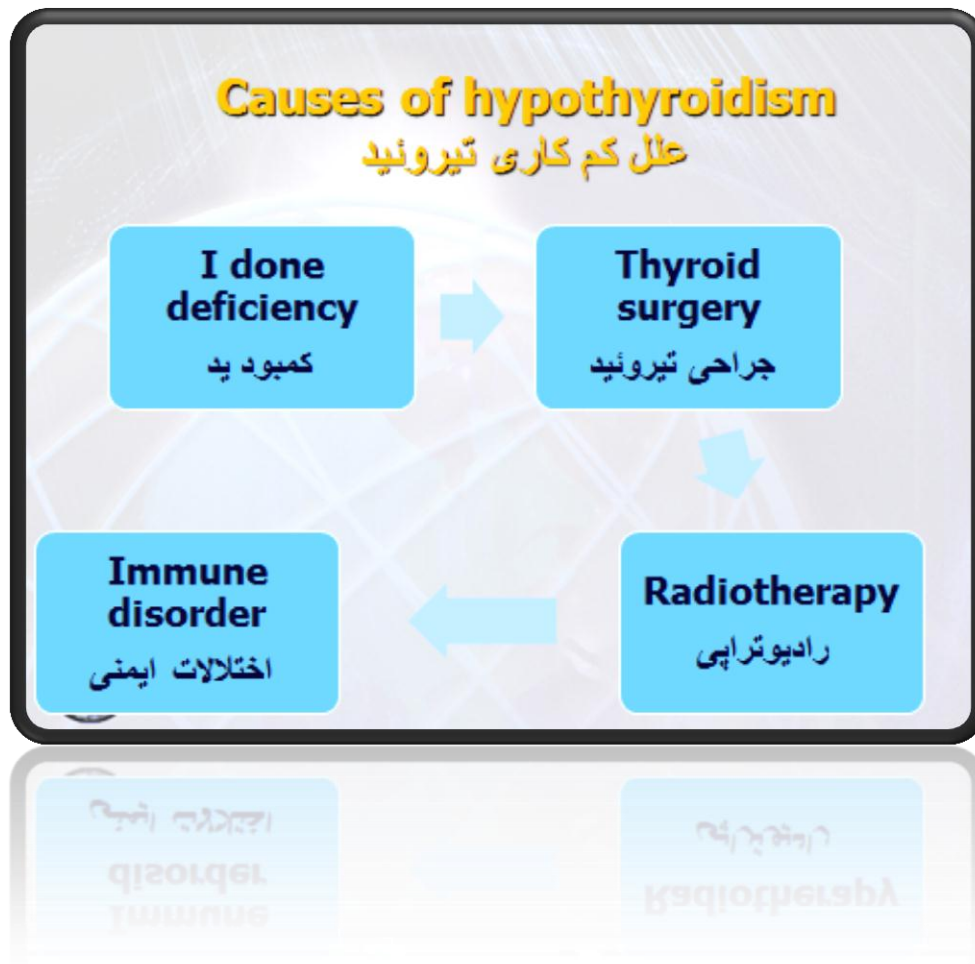 Causes of hypothyroidism
علل کم کاری تیروئید
I done
deficiency
کمبود ید
Thyroid
surgery
جراحی تیروئید
Radiotherapy
رادیوتراپی
Immune
disorder
اختلالات ایمنی